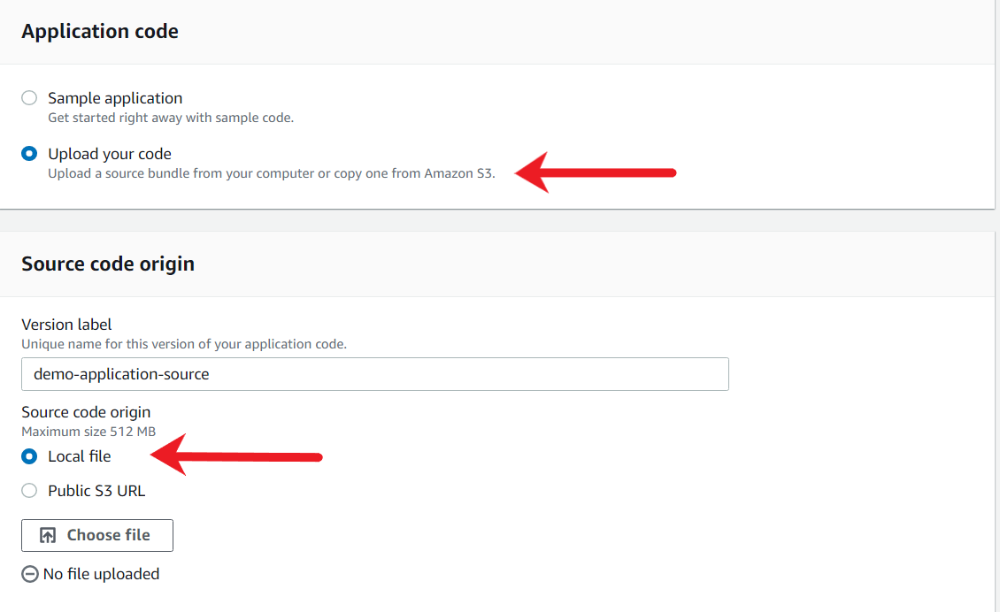 Application code
Sample application
Get started right away with sample code.
Upload your code
Upload a source bundle from your computer or copy one from Amazon S3.
Source code origin
Version label
Unique name for this version of your application code.
demo-application-source
Source code origin
Maximum size 512 MB
Local file
Public S3 URL
Choose file
No file uploaded